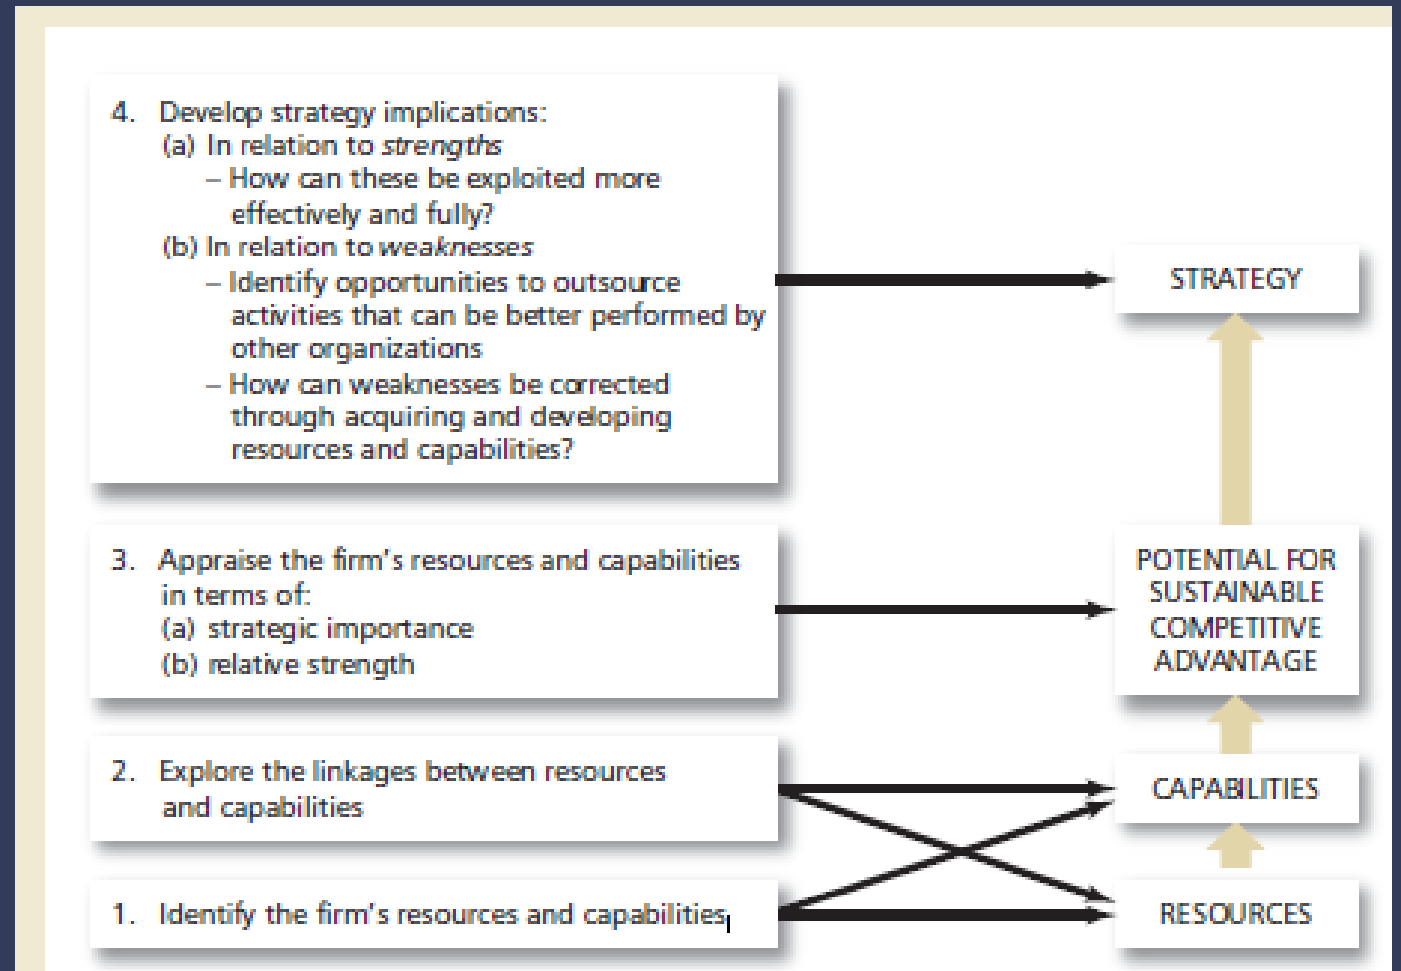 4. Develop strategy implications:
(a) In relation to strengths
– How can these be exploited more
effectively and fully?
(b) In relation to weaknesses
– Identify opportunities to outsource
activities that can be better performed by
other organizations
– How can weaknesses be corrected
through acquiring and developing
resources and capabilities?
STRATEGY
3. Appraise the firm's resources and capabilities
in terms of:
(a) strategic importance
(b) relative strength
POTENTIAL FOR
SUSTAINABLE
COMPETITIVE
ADVANTAGE
2. Explore the linkages between resources
and capabilities
CAPABILITIES
1. Identify the firm's resources and capabilities
RESOURCES